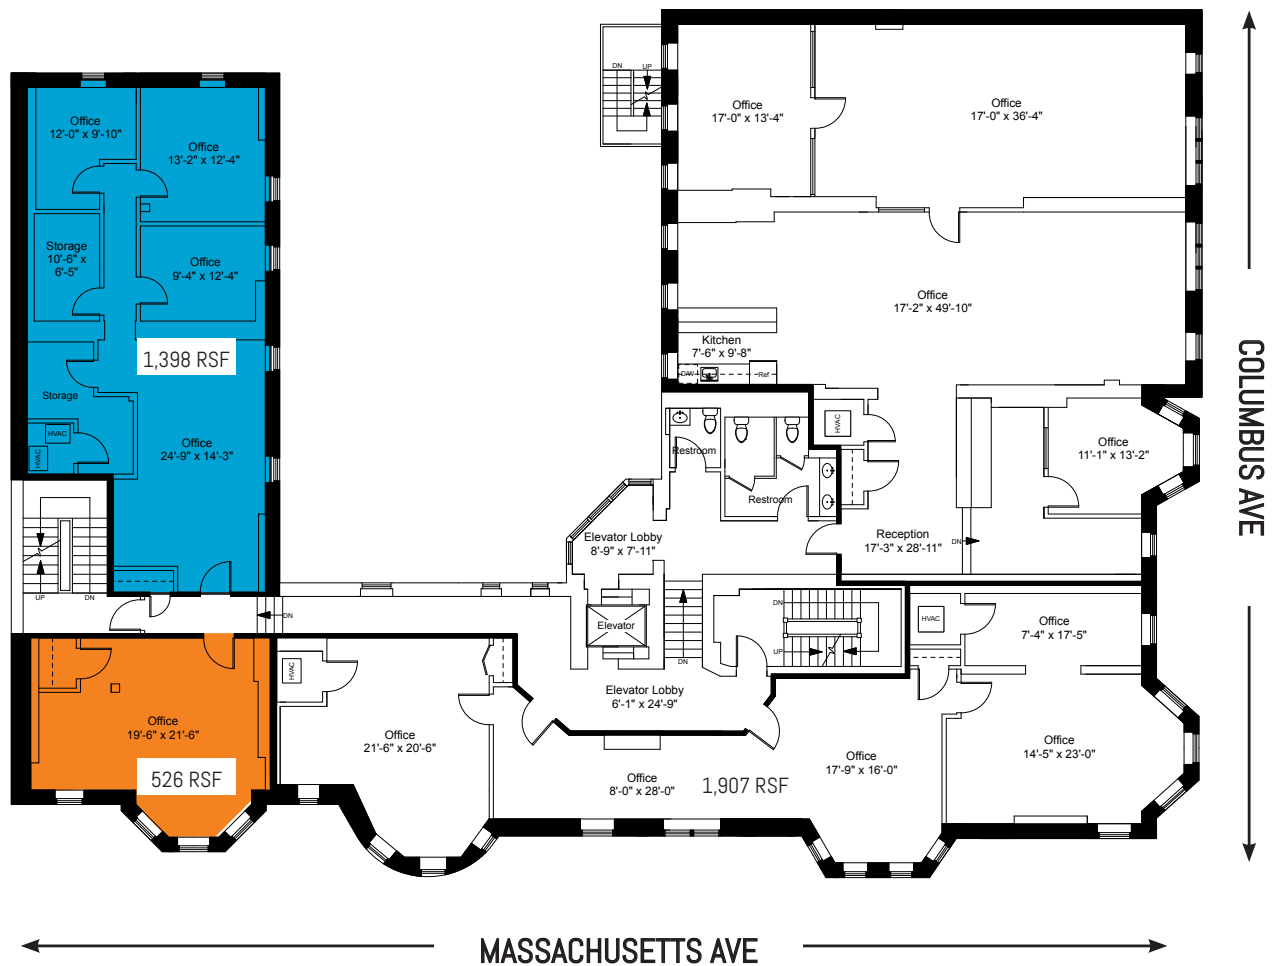 Office
12'-0" x 9'-10"
Office
13'-2" x 12'-4"
Storage
10'-6" x
6'-5"
Office
9'-4" x 12'-4"
1,398 RSF
Storage
HVAC
HVAC
Office
24'-9" x 14'-3"
UP
DN
DN
Office
19'-6" x 21'-6"
526 RSF
DN
UP
Office
17'-0" x 13'-4"
Office
17'-0" x 36'-4"
Office
17'-2" x 49'-10"
Kitchen
7'-6" x 9'-8"
D/W
Ref
HVAC
Restroom
Restroom
Office
11'-1" x 13'-2"
Reception
17'-3" x 28'-11"
DN
Elevator Lobby
8'-9" x 7'-11"
Elevator
DN
DN
UP
HVAC
Office
7'-4" x 17'-5"
Elevator Lobby
6'-1" x 24'-9"
HVAC
Office
21'-6" x 20'-6"
Office
8'-0" x 28'-0"
1,907 RSF
Office
17'-9" x 16'-0"
Office
14'-5" x 23'-0"
COLUMBUS AVE
MASSACHUSETTS AVE